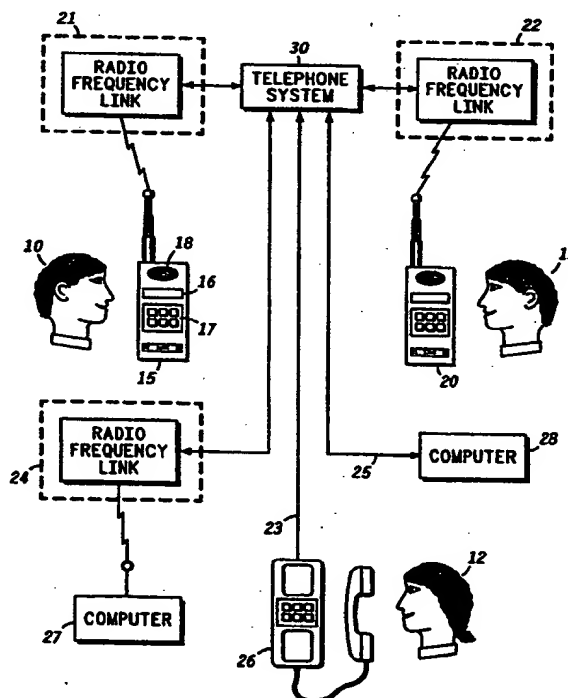 21
30
22
RADIO
FREQUENCY
LINK
TELEPHONE
SYSTEM
RADIO
FREQUENCY
LINK
10
18
16
17
15
20
RADIO
FREQUENCY
LINK
24
COMPUTER
28
25
23
12
COMPUTER
27
26